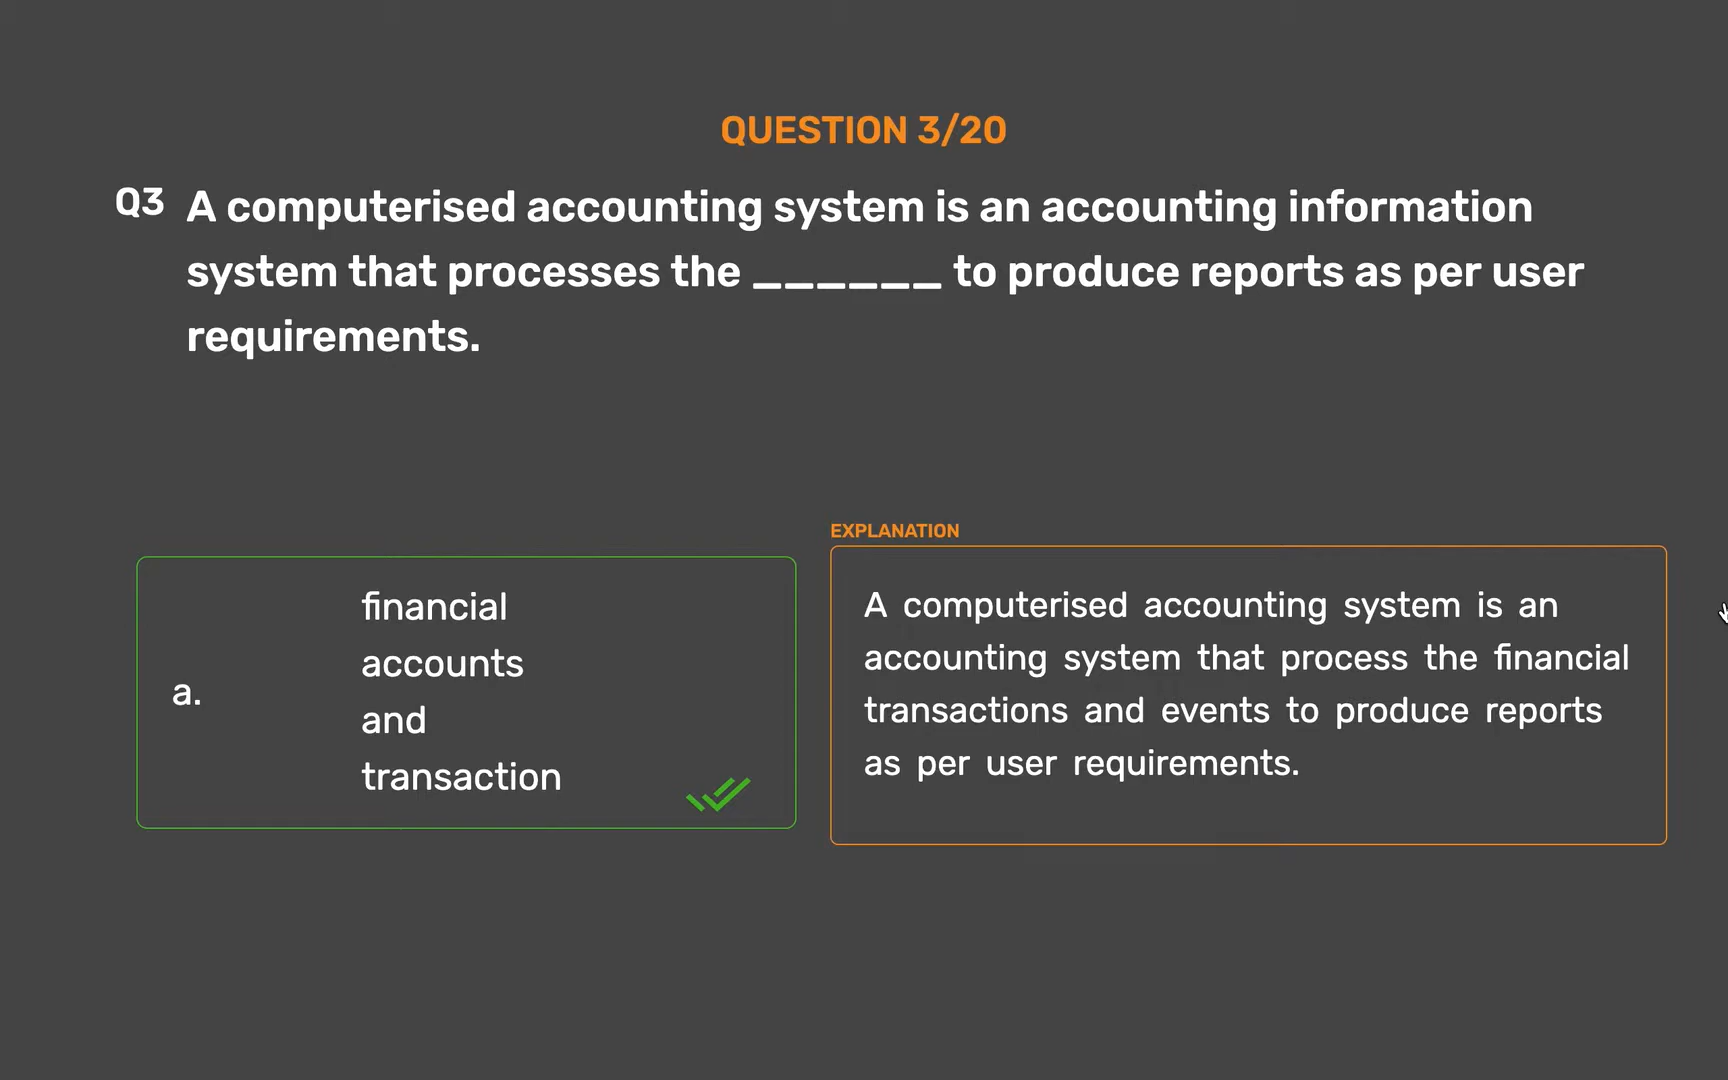 QUESTION 3/20
Q3 A computerised accounting system is an accounting information
system that processes the ______ to produce reports as per user
requirements.
a. financial
accounts
and
transaction
EXPLANATION
A computerised accounting system is an
accounting system that process the financial
transactions and events to produce reports
as per user requirements.